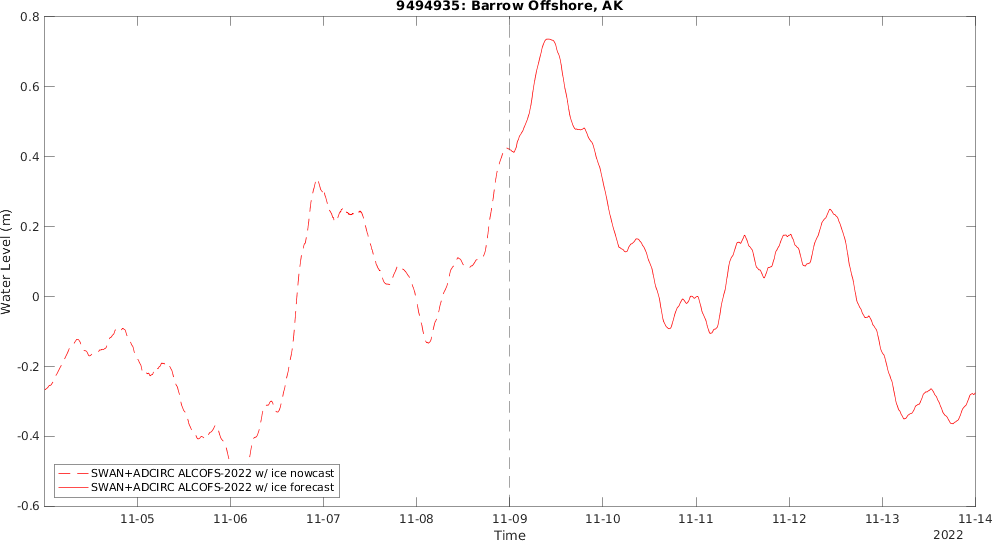 9494935: Barrow Offshore, AK
0.8
0.6
0.4
0.2
0
-0.2
-0.4
-0.6
Water Level (m)
SWAN+ADCIRC ALCOFS-2022 w/ ice nowcast
SWAN+ADCIRC ALCOFS-2022 w/ ice forecast
11-05 11-06 11-07 11-08 11-09 11-10 11-11 11-12 11-13 11-14
Time
2022